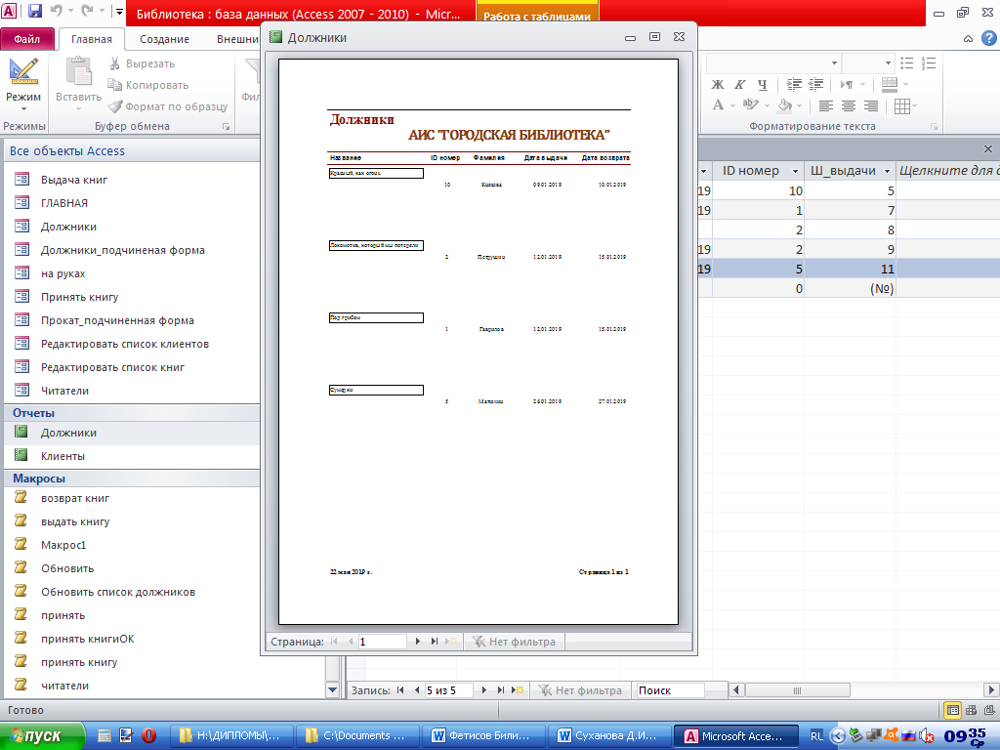 Библиотека : база данных (Access 2007 - 2010) - Micr...
Работа с таблицами
Файл
Главная
Создание
Внешни
Режим
Режимы
Вставить
Вырезать
Копировать
Формат по образцу
Буфер обмена
Фил
Ж К Ч
Форматирование текста
Все объекты Access
Выдача книг
ГЛАВНАЯ
Должники
Должники_подчиненая форма
на руках
Принять книгу
Прокат_подчиненная форма
Редактировать список клиентов
Редактировать список книг
Читатели
Отчеты
Должники
Клиенты
Макросы
возврат книг
выдать книгу
Макрос1
Обновить
Обновить список должников
принять
принять книгиОК
принять книгу
читатели
Должники
Должники
АИС "ГОРОДСКАЯ БИБЛИОТЕКА"
Название ID номер Фамилия Дата выдачи Дата возврата
Красный, как огонь
10 09.01.2019 10.01.2019
Локомотив, который мы потеряли
2 Петрушин 12.01.2019 15.01.2019
Под грибом
1 Гаврилов 12.01.2019 15.01.2019
Сумерки
5 26.01.2019 27.01.2019
22 мая 2019 г. Страница 1 из 1
Страница: 1 Нет фильтра
ID номер Ш_выдачи Щелкните для д
19 10 5
19 1 7
2 8
19 2 9
19 5 11
0 (№)
Запись: 5 из 5 Нет фильтра Поиск
Готово
пуск
H:\ДИПЛОМЫ\...
C:\Documents ...
Фетисов Били...
Суханова Д.И...
Microsoft Acce...
RL
09 35
Ср